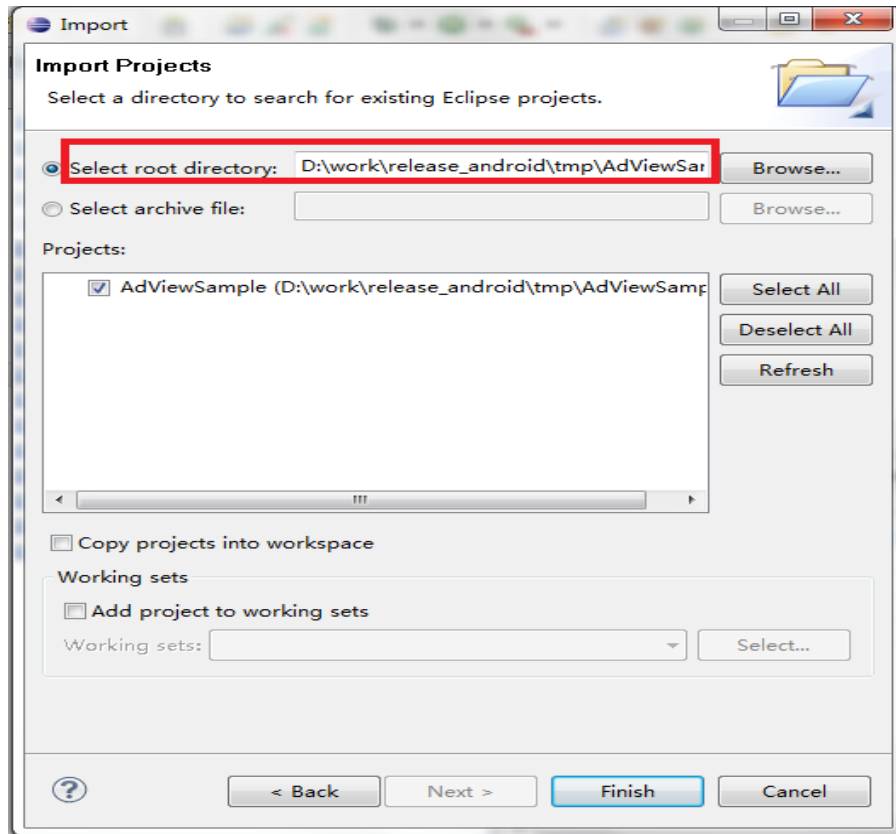 Import
Import Projects
Select a directory to search for existing Eclipse projects.
Select root directory: D:\work\release_android\tmp\AdViewSar Browse...
Select archive file: Browse...
Projects:
AdViewSample (D:\work\release_android\tmp\AdViewSamp Select All
Deselect All
Refresh
Copy projects into workspace
Working sets
Add project to working sets
Working sets: Select...
< Back Next > Finish Cancel